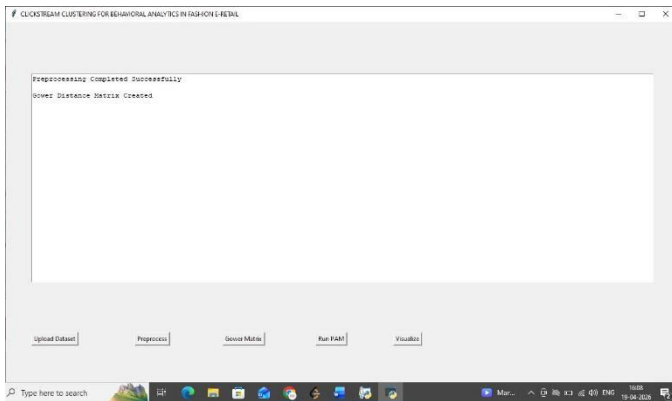 CLICKSTREAM CLUSTERING FOR BEHAVIORAL ANALYTICS IN FASHION E-RETAIL
Preprocessing Completed Successfully
Gower Distance Matrix Created
Upload Dataset
Preprocess
Gower Matrix
Run PAM
Visualize
Type here to search
Mar...
ENG
16:08
19-04-2026